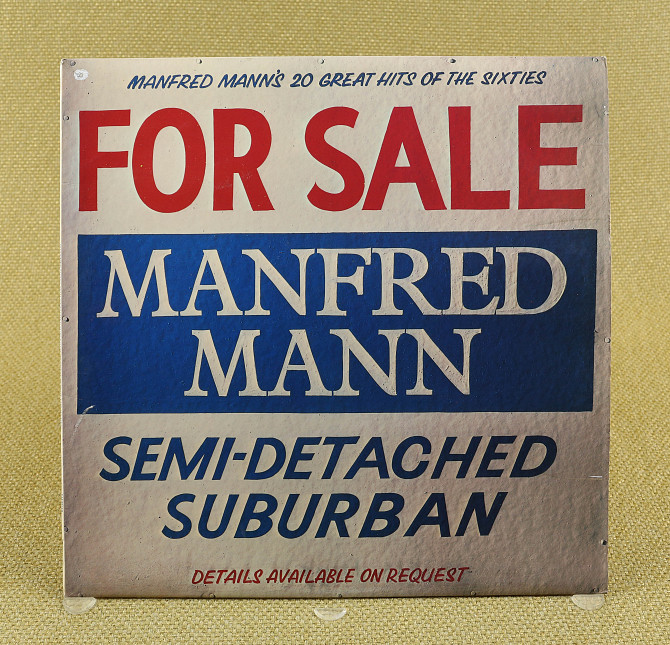 MANFRED MANN'S 20 GREAT HITS OF THE SIXTIES
FOR SALE
MANFRED
MANN
SEMI-DETACHED
SUBURBAN
DETAILS AVAILABLE ON REQUEST